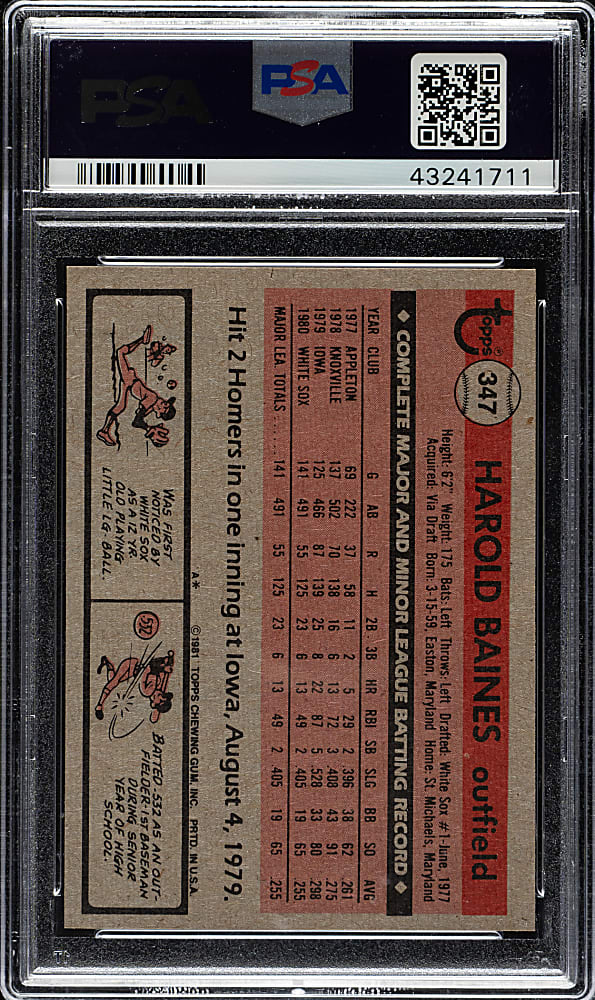 PSA
PSA
43241711
topps
347
HAROLD BAINES outfield
Height: 6'2" Weight: 175 Bats: Left Throws: Left Drafted: White Sox #1-June, 1977
Acquired: Via Draft Born: 3-15-59 Easton, Maryland Home: St. Michaels, Maryland
◆ COMPLETE MAJOR AND MINOR LEAGUE BATTING RECORD ◆
YEAR CLUB G AB R H 2B 3B HR RBI SB SLG BB SO AVG
1977 APPLETON 69 222 37 58 11 2 5 29 2 .396 38 62 .261
1978 KNOXVILLE 137 502 70 138 16 6 13 72 3 .408 43 91 .275
1979 IOWA 125 466 87 139 25 8 22 87 5 .528 33 80 .298
1980 WHITE SOX 141 491 55 125 23 6 13 49 2 .405 19 65 .255
MAJOR LEA. TOTALS...... 141 491 55 125 23 6 13 49 2 .405 19 65 .255
Hit 2 Homers in one inning at Iowa, August 4, 1979.
A* ©1981 TOPPS CHEWING GUM, INC. PRTD. IN U.S.A.
WAS FIRST
NOTICED BY
WHITE SOX
AS A 12 YR.
OLD PLAYING
LITTLE LG. BALL.
532
BATTED .532 AS AN OUT-
FIELDER-1ST BASEMAN
DURING SENIOR
YEAR OF HIGH
SCHOOL.